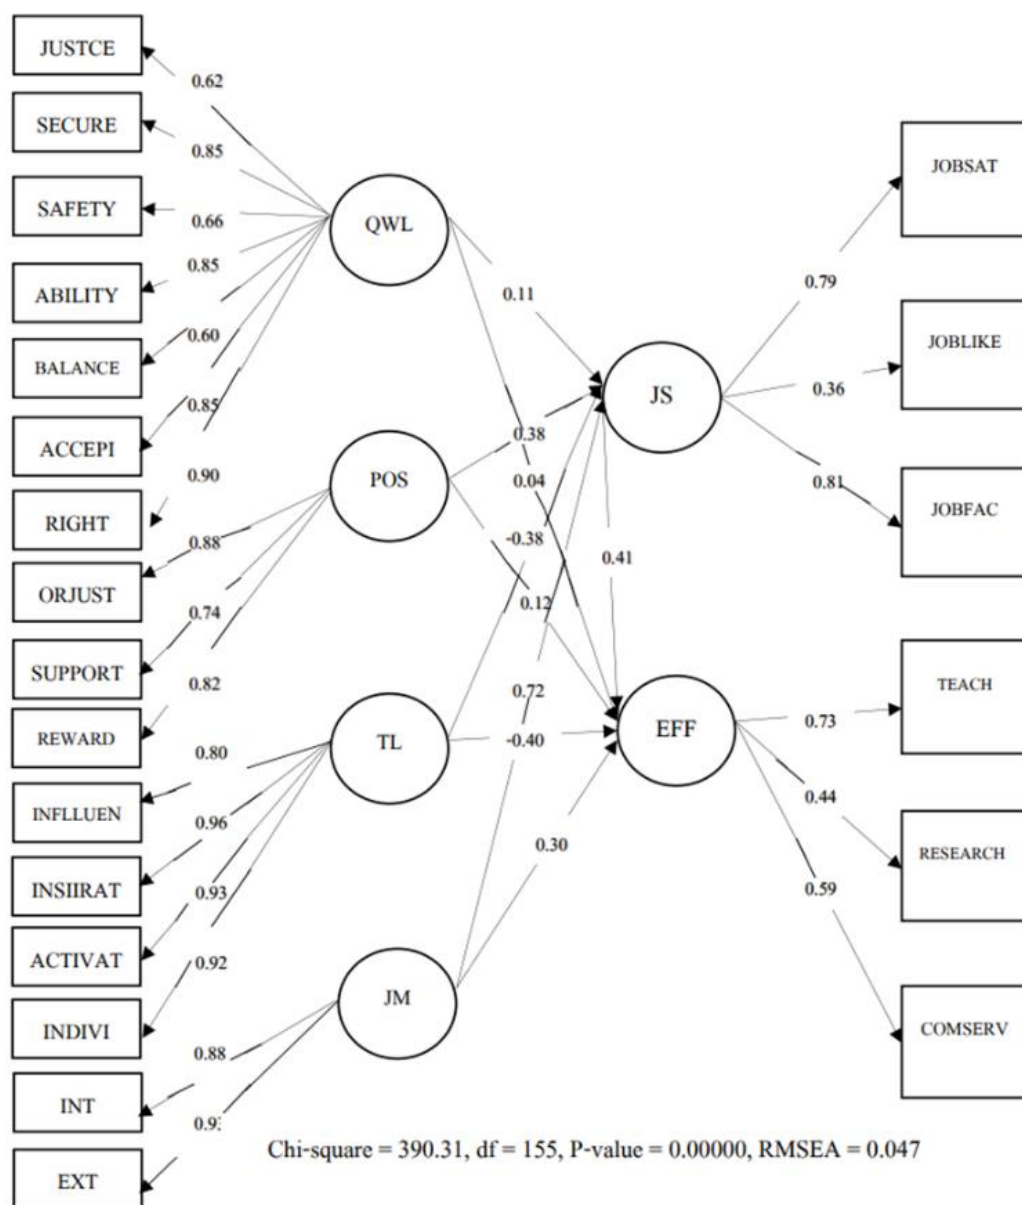 JUSTCE
0.62
SECURE
0.85
SAFETY
0.66
ABILITY
0.85
BALANCE
0.60
ACCEPI
0.85
RIGHT
0.90
ORJUST
0.88
SUPPORT
0.74
REWARD
0.82
INFLLUEN
0.80
INSIIRAT
0.96
ACTIVAT
0.93
INDIVI
0.92
INT
0.88
EXT
QWL
POS
TL
JM
0.11
0.38
0.04
-0.38
0.12
0.41
0.72
-0.40
0.30
JS
EFF
0.79
0.36
0.81
0.73
0.44
0.59
JOBSAT
JOBLIKE
JOBFAC
TEACH
RESEARCH
COMSERV
Chi-square = 390.31, df = 155, P-value = 0.00000, RMSEA = 0.047